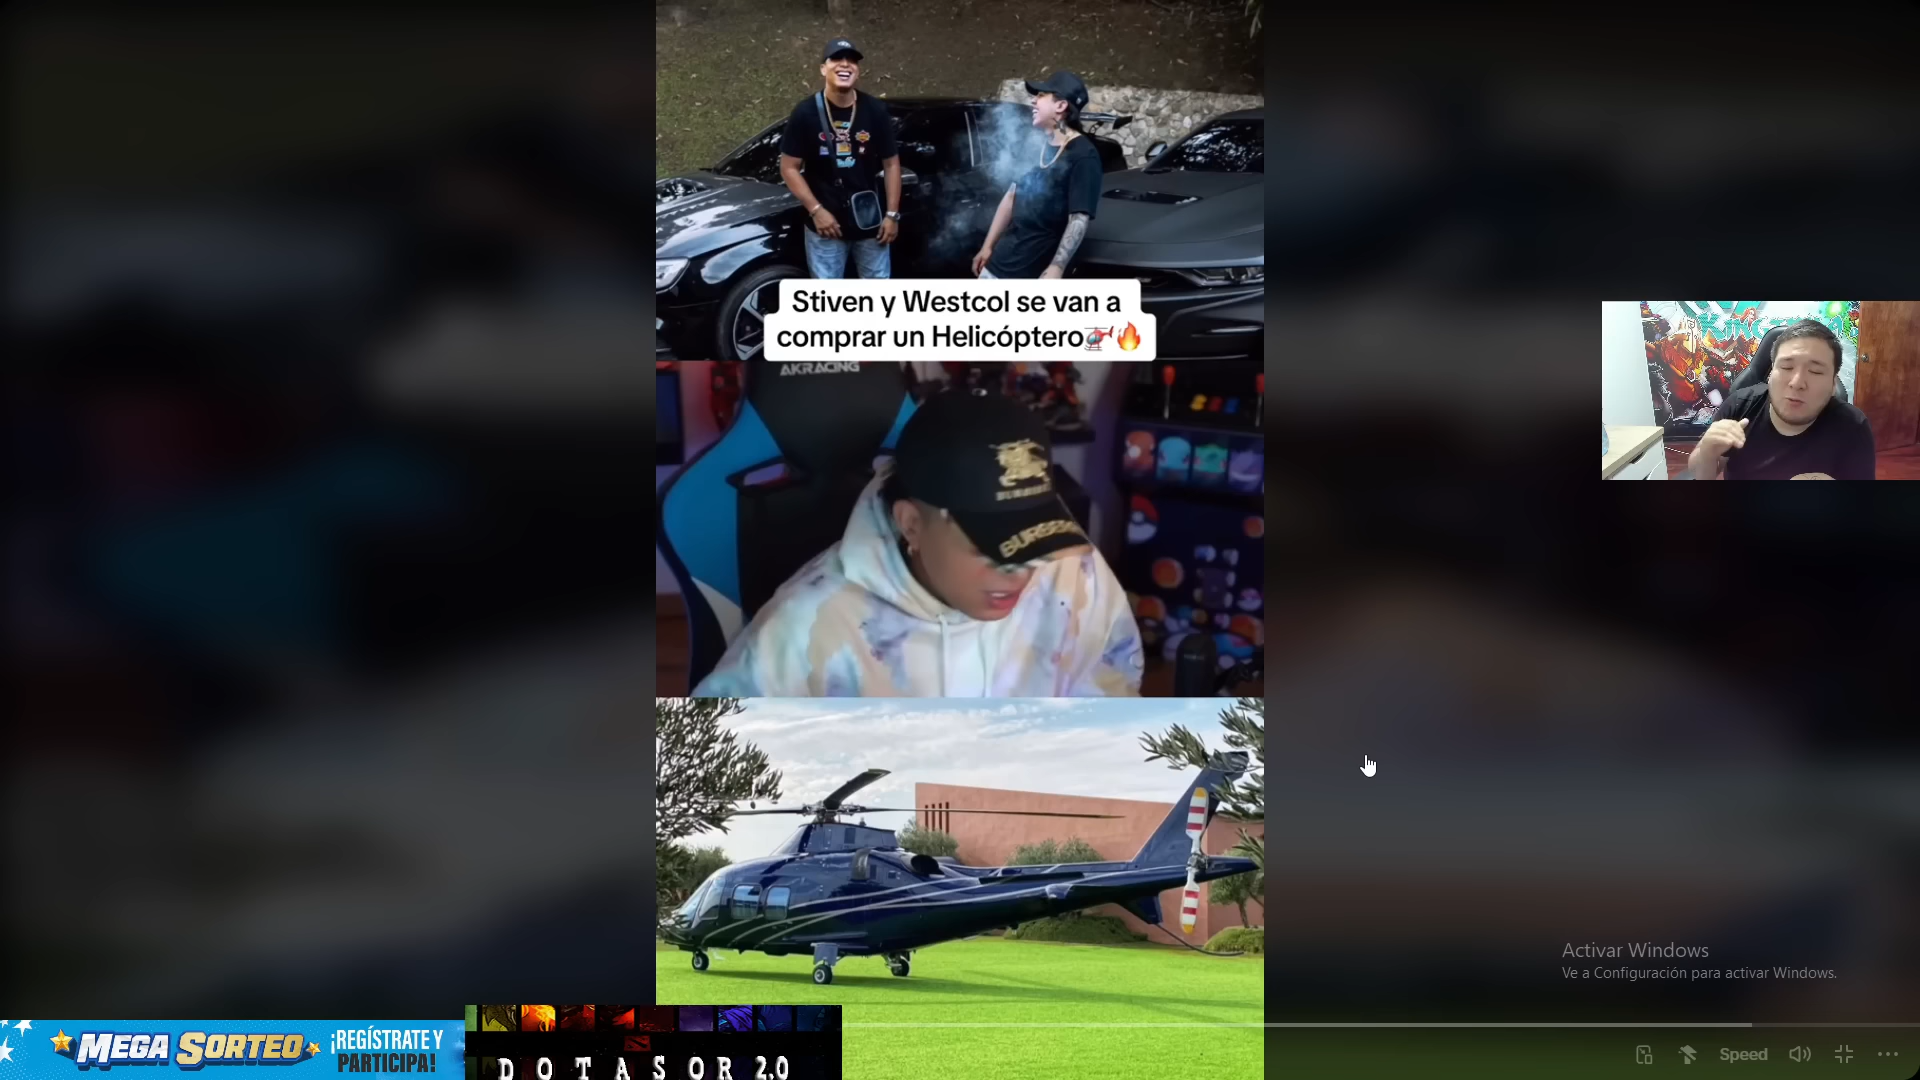 Stiven y Westcol se van a
comprar un Helicóptero🚁🔥
AKRACING
Activar Windows
Ve a Configuración para activar Windows.
MEGA SORTEO
¡REGÍSTRATE Y
PARTICIPA!
DOTASOR 2.0
Speed